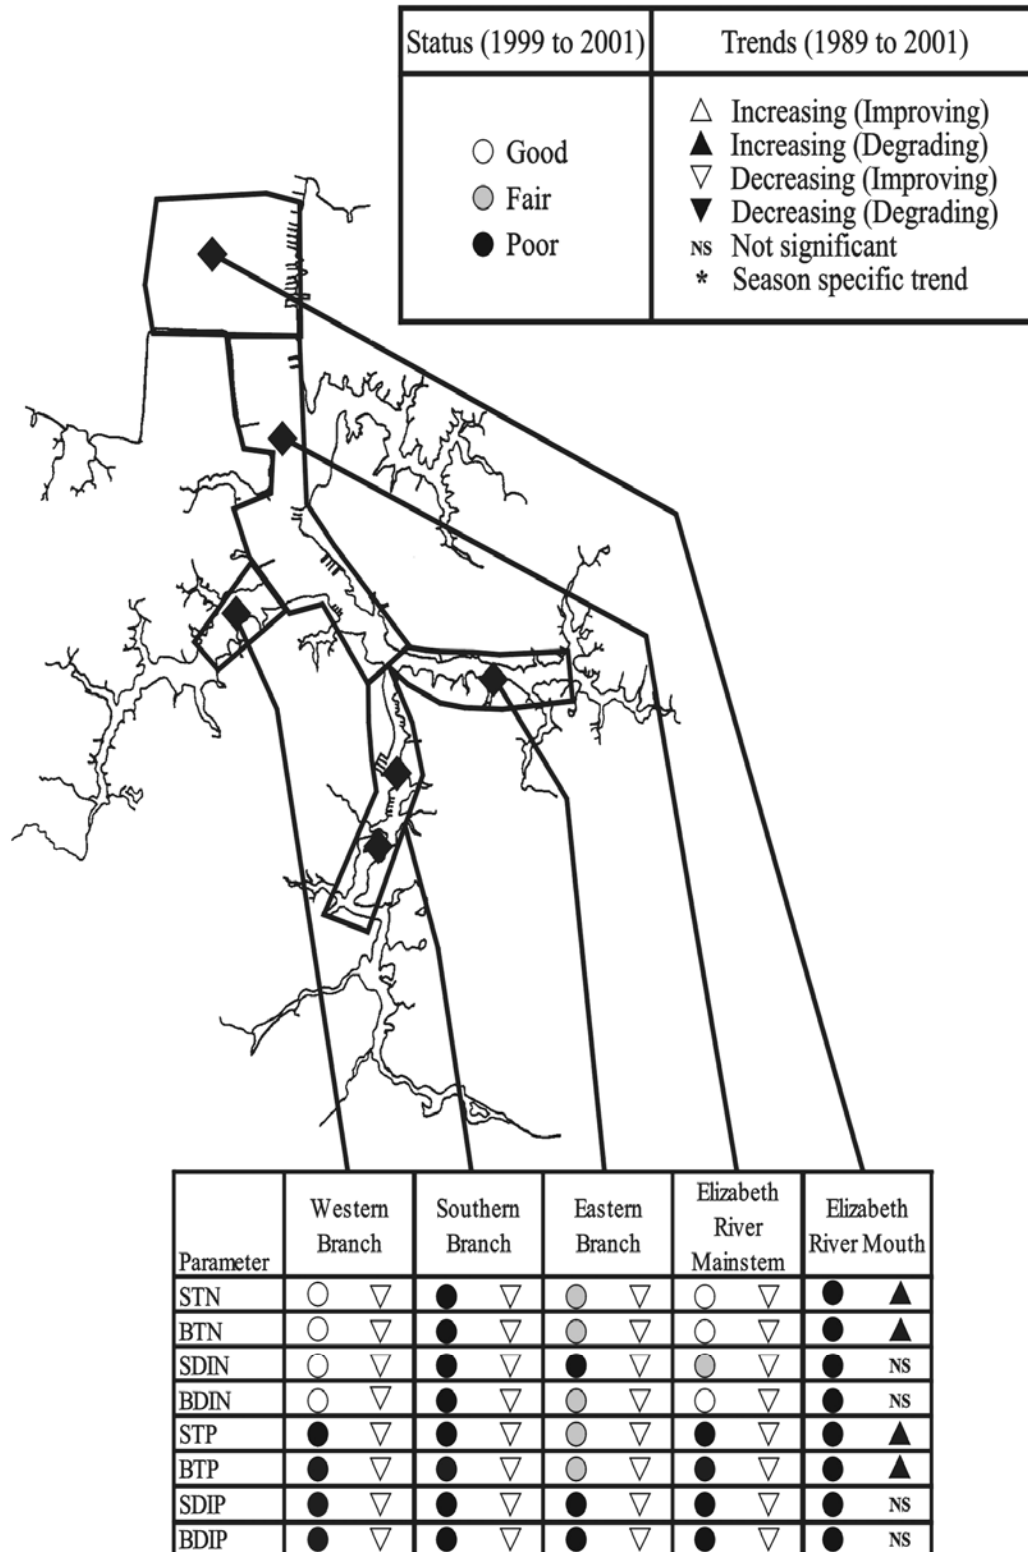 Status (1999 to 2001) Trends (1989 to 2001)
Good
Fair
Poor
Increasing (Improving)
Increasing (Degrading)
Decreasing (Improving)
Decreasing (Degrading)
NS Not significant
* Season specific trend
Parameter
Western
Branch
Southern
Branch
Eastern
Branch
Elizabeth
River
Mainstem
Elizabeth
River Mouth
STN
BTN
SDIN NS
BDIN NS
STP
BTP
SDIP NS
BDIP NS